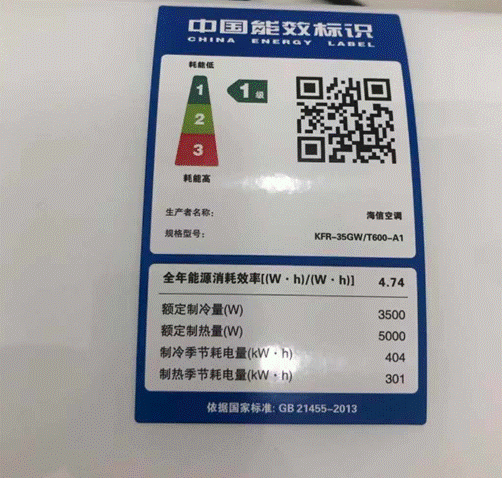 中国能效标识
CHINA ENERGY LABEL
耗能低
1
1级
2
3
耗能高
生产者名称: 海信空调
规格型号: KFR-35GW/T600-A1
全年能源消耗效率[(W·h)/(W·h)] 4.74
额定制冷量(W) 3500
额定制热量(W) 5000
制冷季节耗电量(kW·h) 404
制热季节耗电量(kW·h) 301
依据国家标准: GB 21455-2013